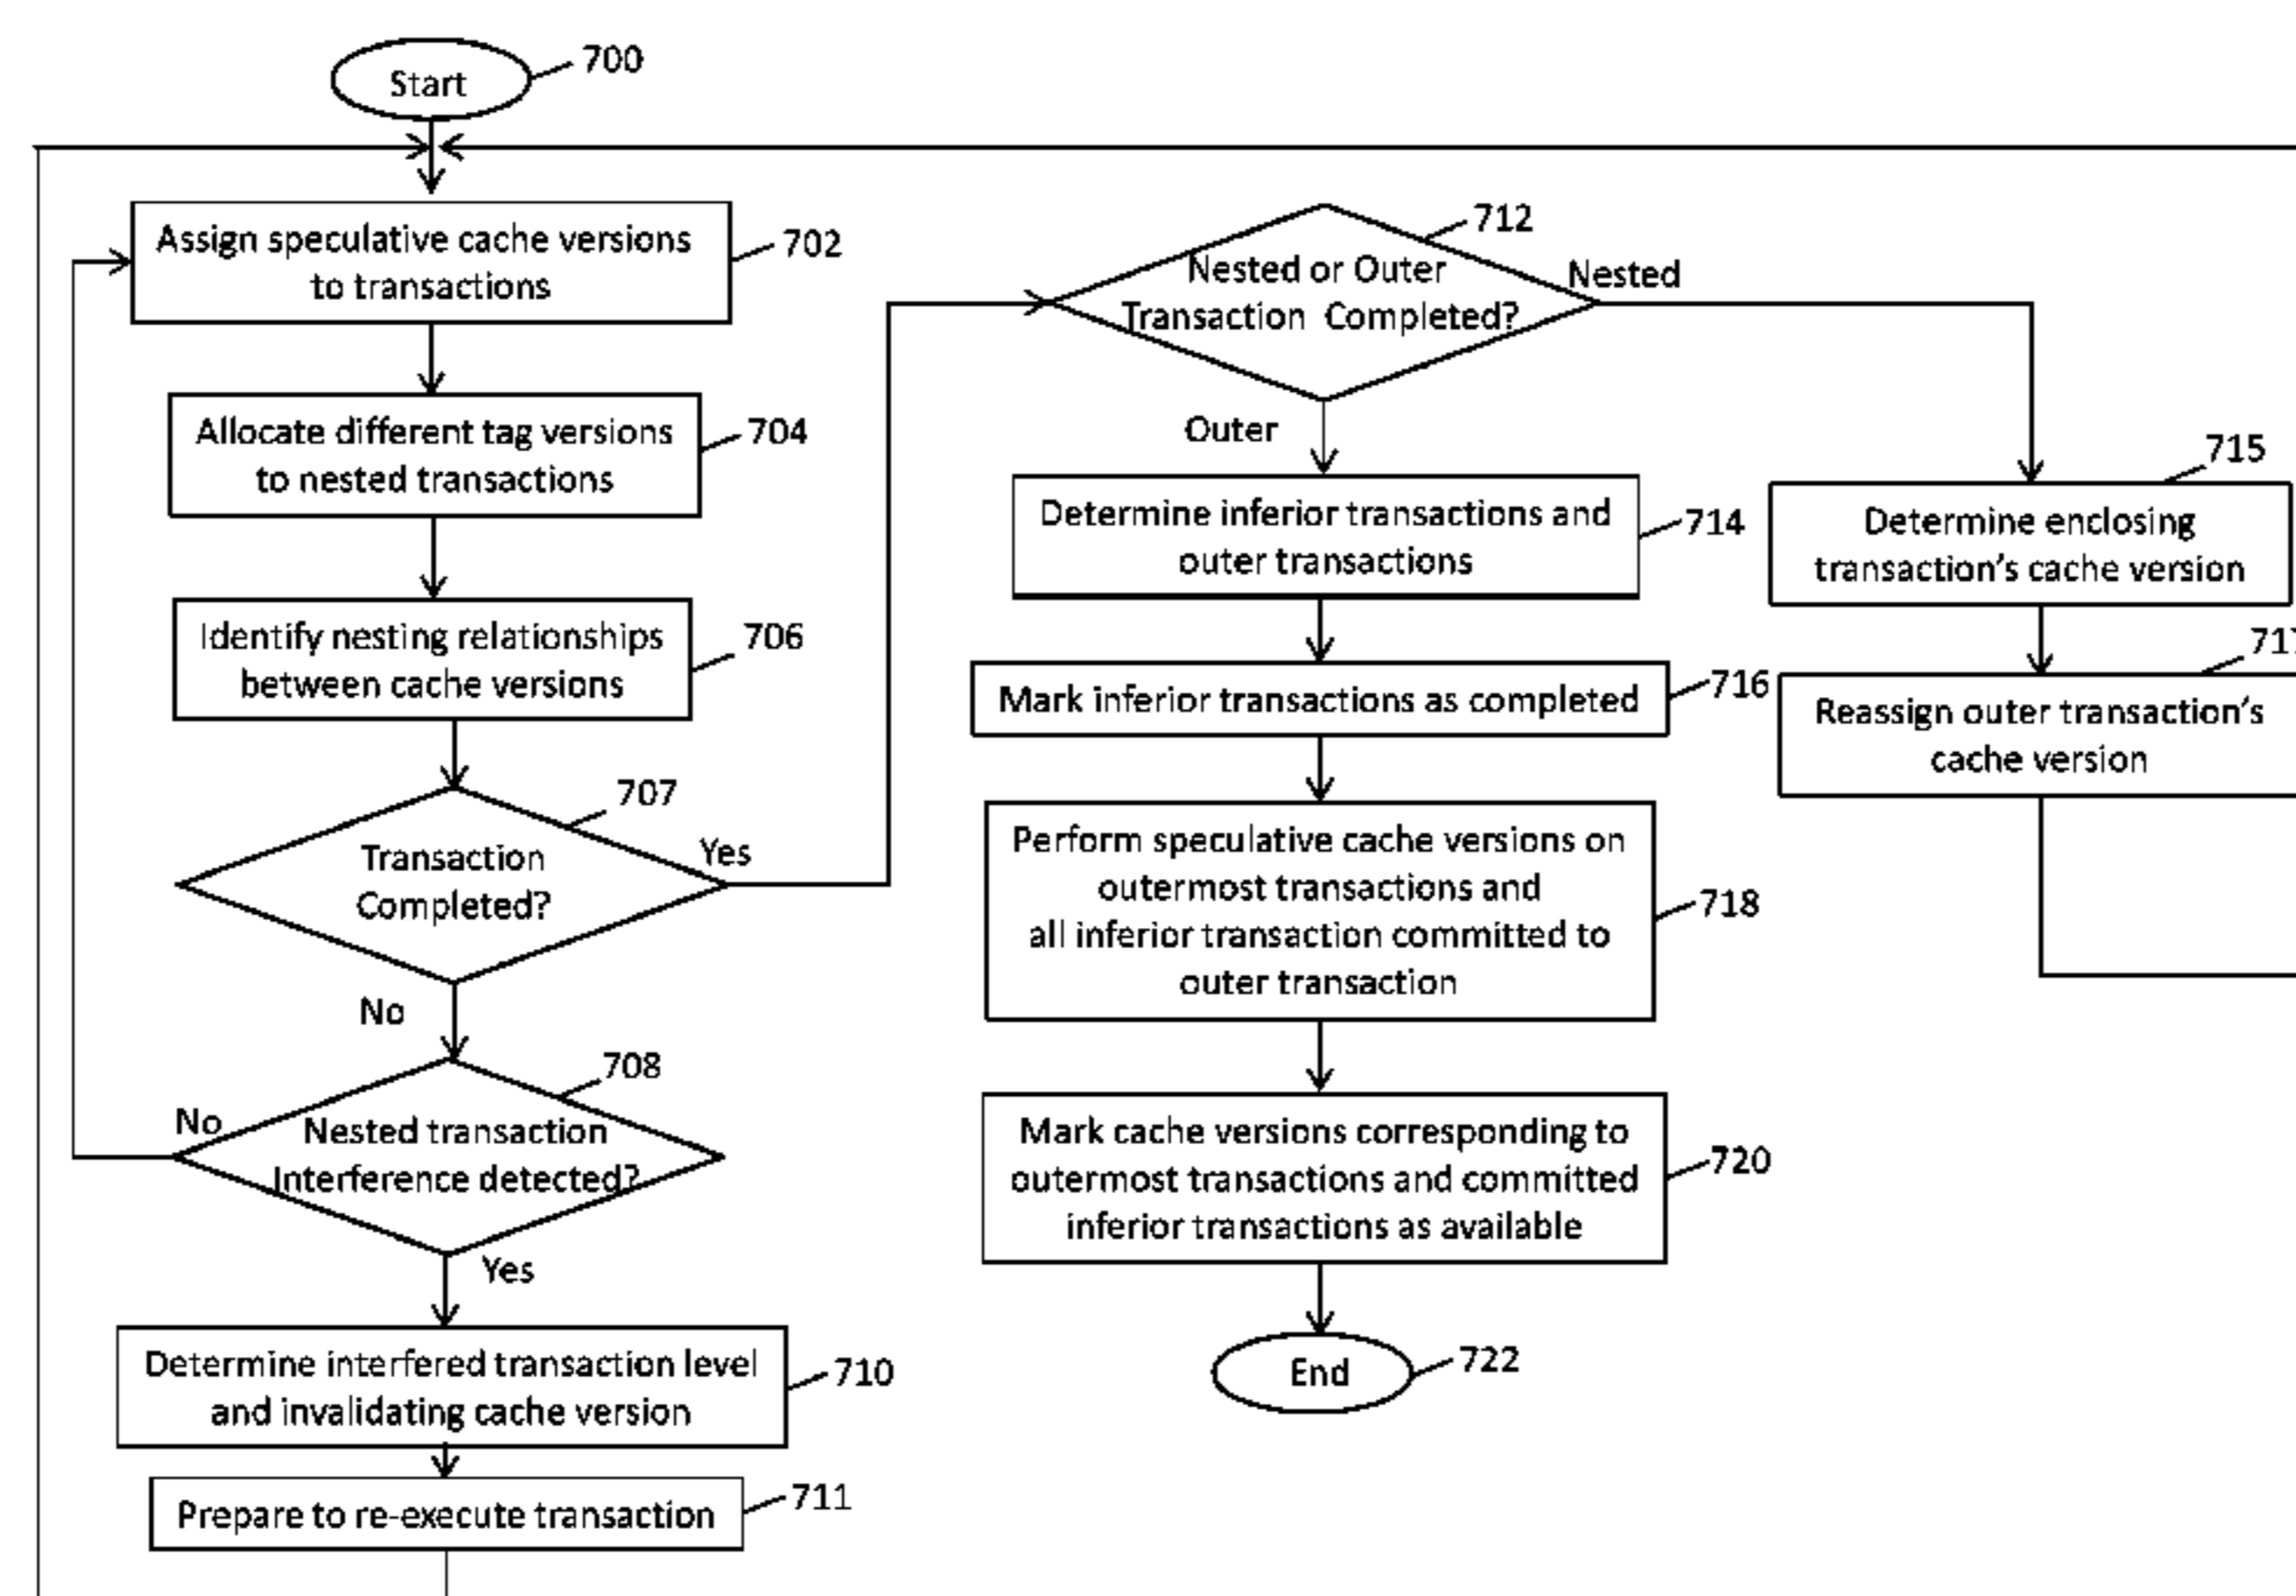 Start
700
Assign speculative cache versions
to transactions
702
Allocate different tag versions
to nested transactions
704
Identify nesting relationships
between cache versions
706
707
Transaction
Completed?
Yes
No
708
No
Nested transaction
Interference detected?
Yes
Determine interfered transaction level
and invalidating cache version
710
Prepare to re-execute transaction
711
712
Nested or Outer
Transaction Completed?
Nested
Outer
Determine inferior transactions and
outer transactions
714
Mark inferior transactions as completed
716
Perform speculative cache versions on
outermost transactions and
all inferior transaction committed to
outer transaction
718
Mark cache versions corresponding to
outermost transactions and committed
inferior transactions as available
720
End
722
715
Determine enclosing
transaction's cache version
717
Reassign outer transaction's
cache version